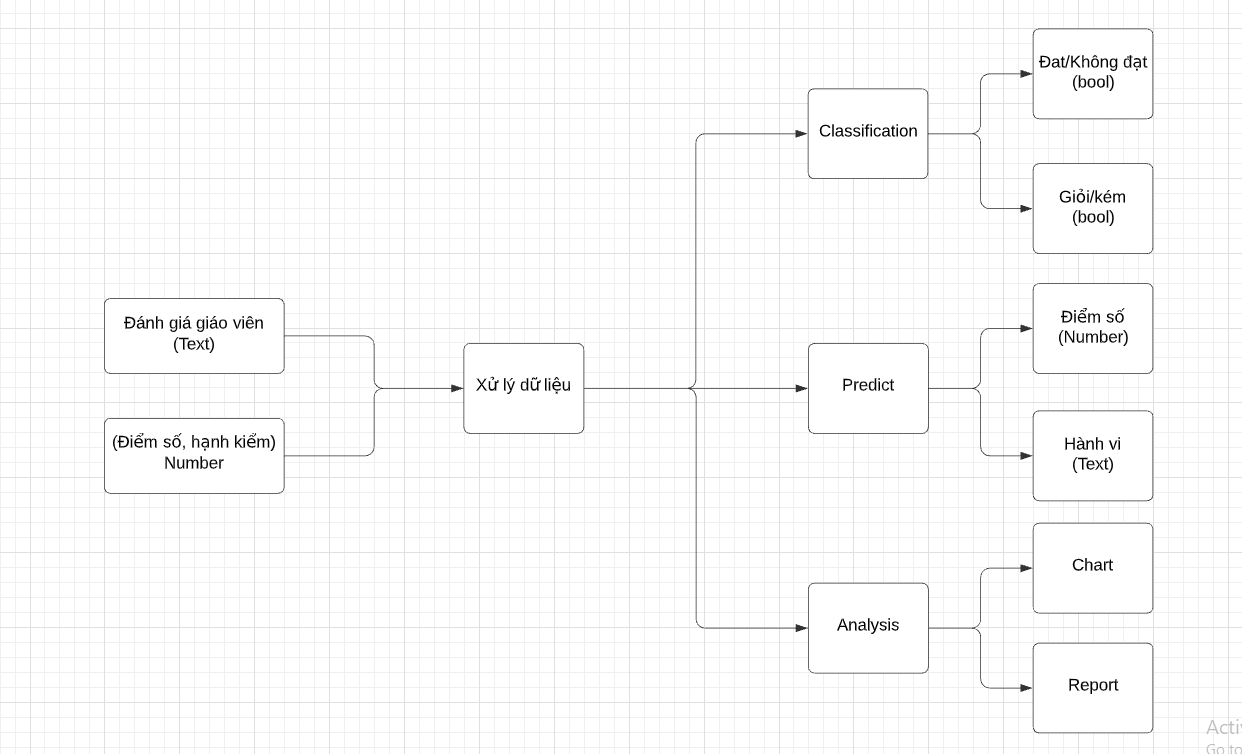 Đánh giá giáo viên
(Text)
(Điểm số, hạnh kiểm)
Number
Xử lý dữ liệu
Classification
Đat/Không đạt
(bool)
Giỏi/kém
(bool)
Predict
Điểm số
(Number)
Hành vi
(Text)
Analysis
Chart
Report
Go to